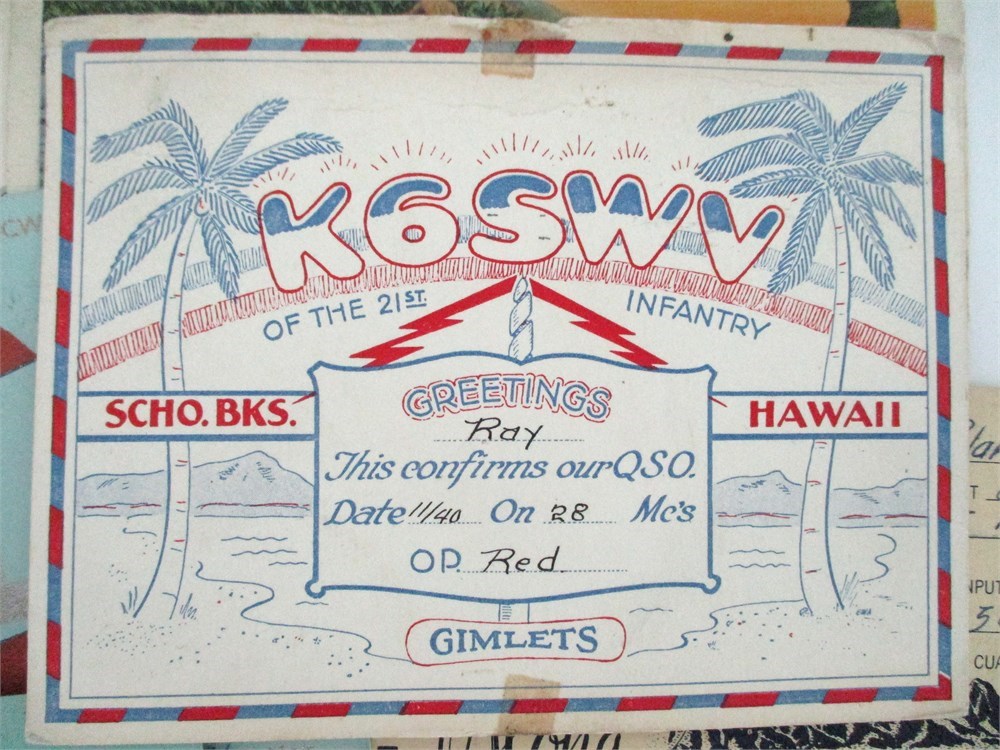 K6SWV
OF THE 21ST. INFANTRY
GREETINGS
SCHO. BKS. HAWAII
Ray
This confirms our QSO.
Date 11/40 On 28 Mc's
OP. Red.
GIMLETS
CW